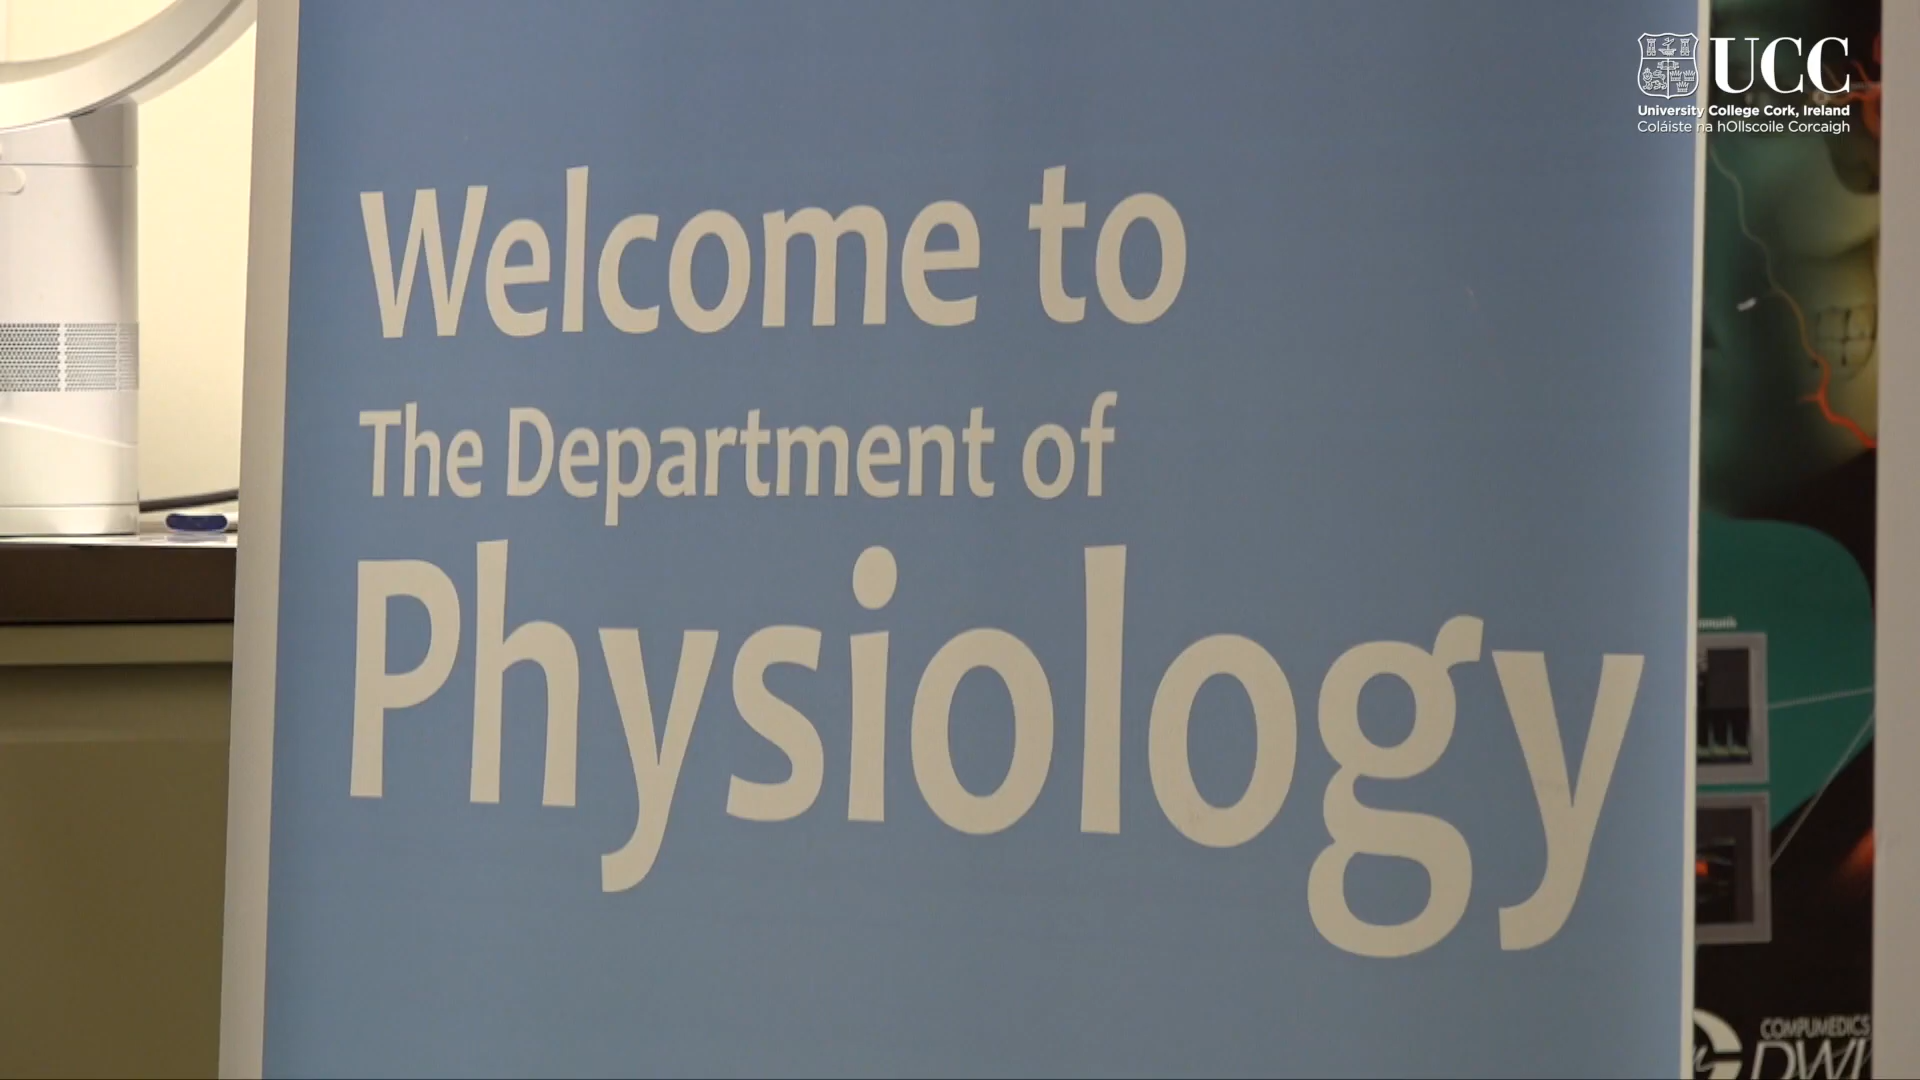 UCC
University College Cork, Ireland
Coláiste na hOllscoile Corcaigh
Welcome to
The Department of
Physiology
COMPUMEDICS